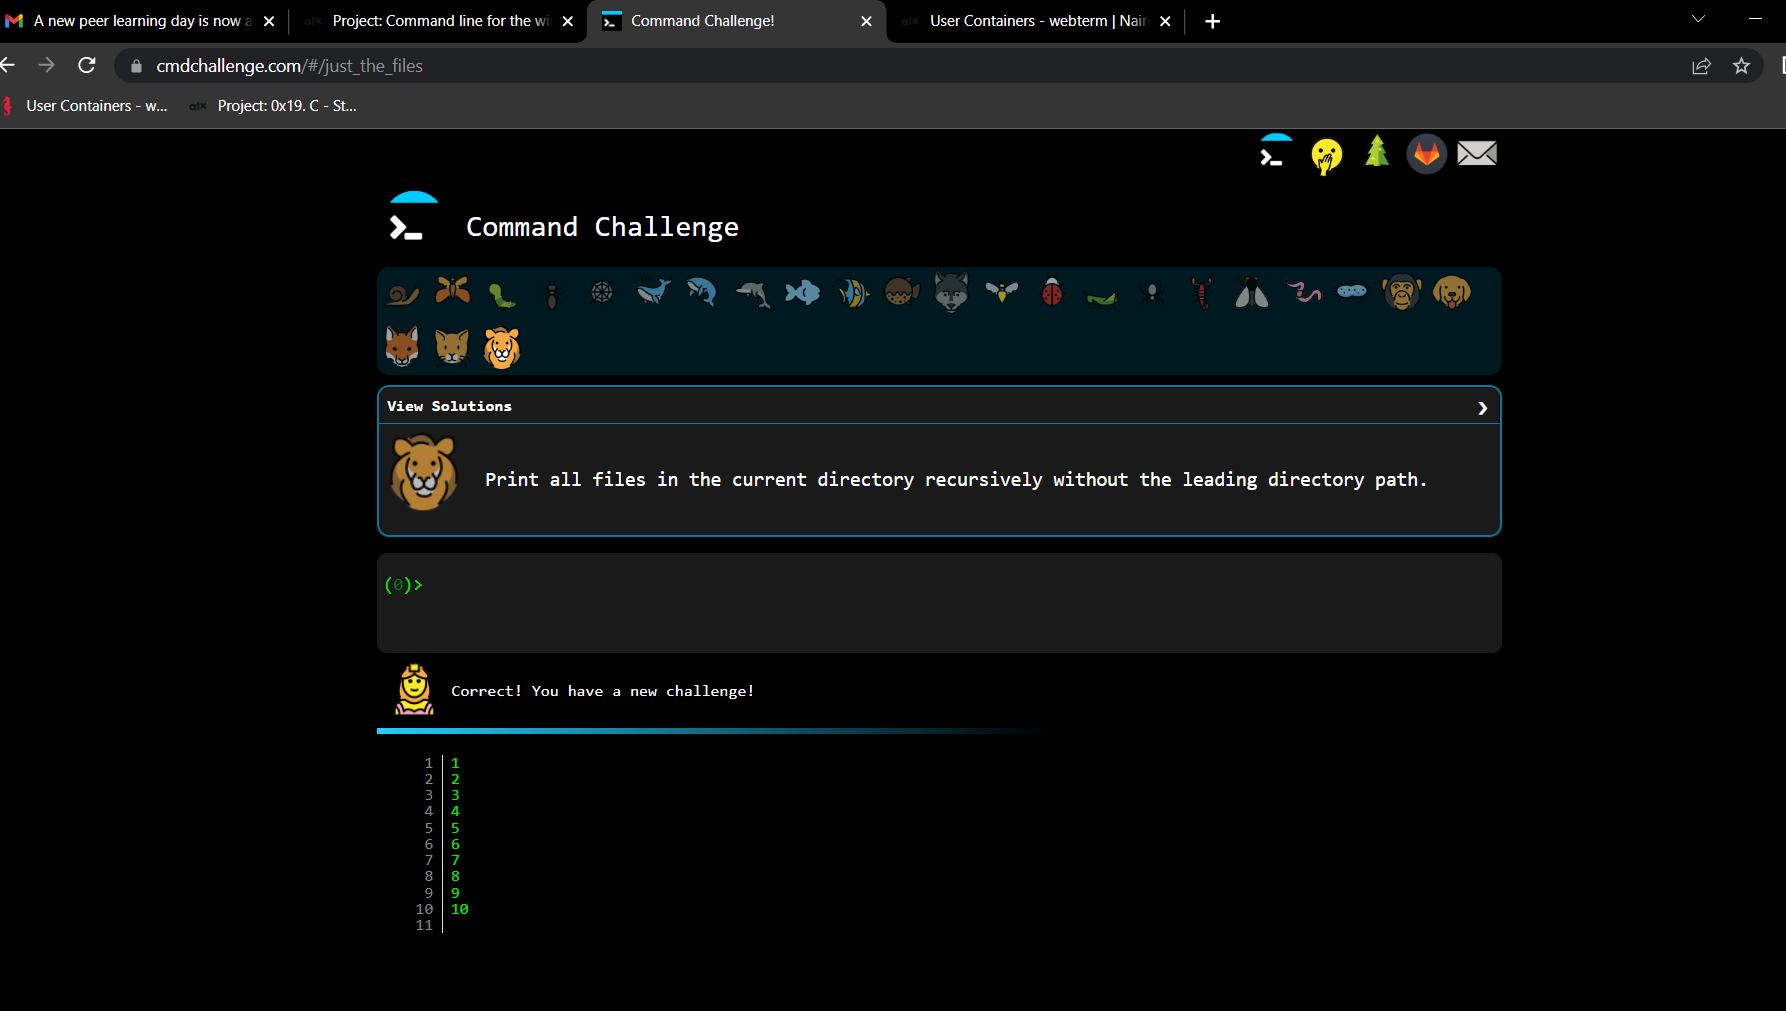 A new peer learning day is now a
Project: Command line for the wi
Command Challenge!
User Containers - webterm | Nair
cmdchallenge.com/#/just_the_files
User Containers - w...
alx Project: 0x19. C - St...
Command Challenge
View Solutions
Print all files in the current directory recursively without the leading directory path.
(0)>
Correct! You have a new challenge!
1 1
2 2
3 3
4 4
5 5
6 6
7 7
8 8
9 9
10 10
11